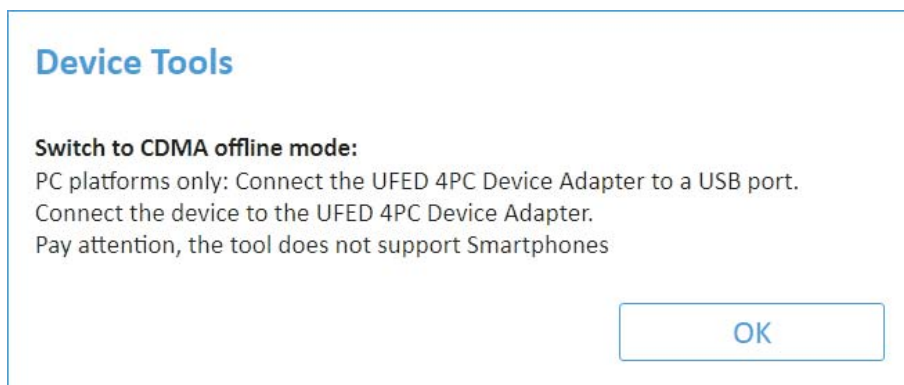 Device Tools
Switch to CDMA offline mode:
PC platforms only: Connect the UFED 4PC Device Adapter to a USB port.
Connect the device to the UFED 4PC Device Adapter.
Pay attention, the tool does not support Smartphones
OK